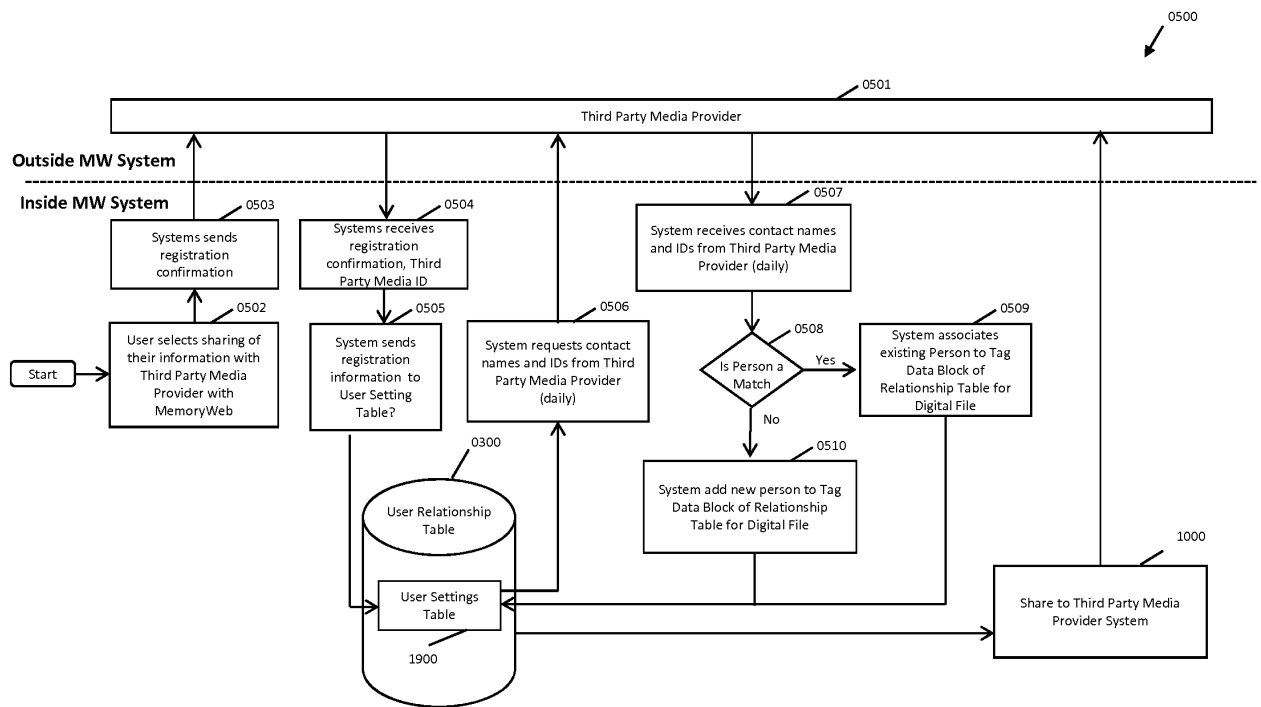 0500
0501
Third Party Media Provider
Outside MW System
Inside MW System
0503
Systems sends
registration
confirmation
0504
Systems receives
registration
confirmation, Third
Party Media ID
0507
System receives contact names
and IDs from Third Party Media
Provider (daily)
0502
User selects sharing of
their information with
Third Party Media
Provider with
MemoryWeb
Start
0505
System sends
registration
information to
User Setting
Table?
0506
System requests contact
names and IDs from Third
Party Media Provider
(daily)
0508
Is Person a
Match
Yes
No
0509
System associates
existing Person to Tag
Data Block of
Relationship Table for
Digital File
0510
System add new person to Tag
Data Block of Relationship
Table for Digital File
0300
User Relationship
Table
User Settings
Table
1900
1000
Share to Third Party Media
Provider System